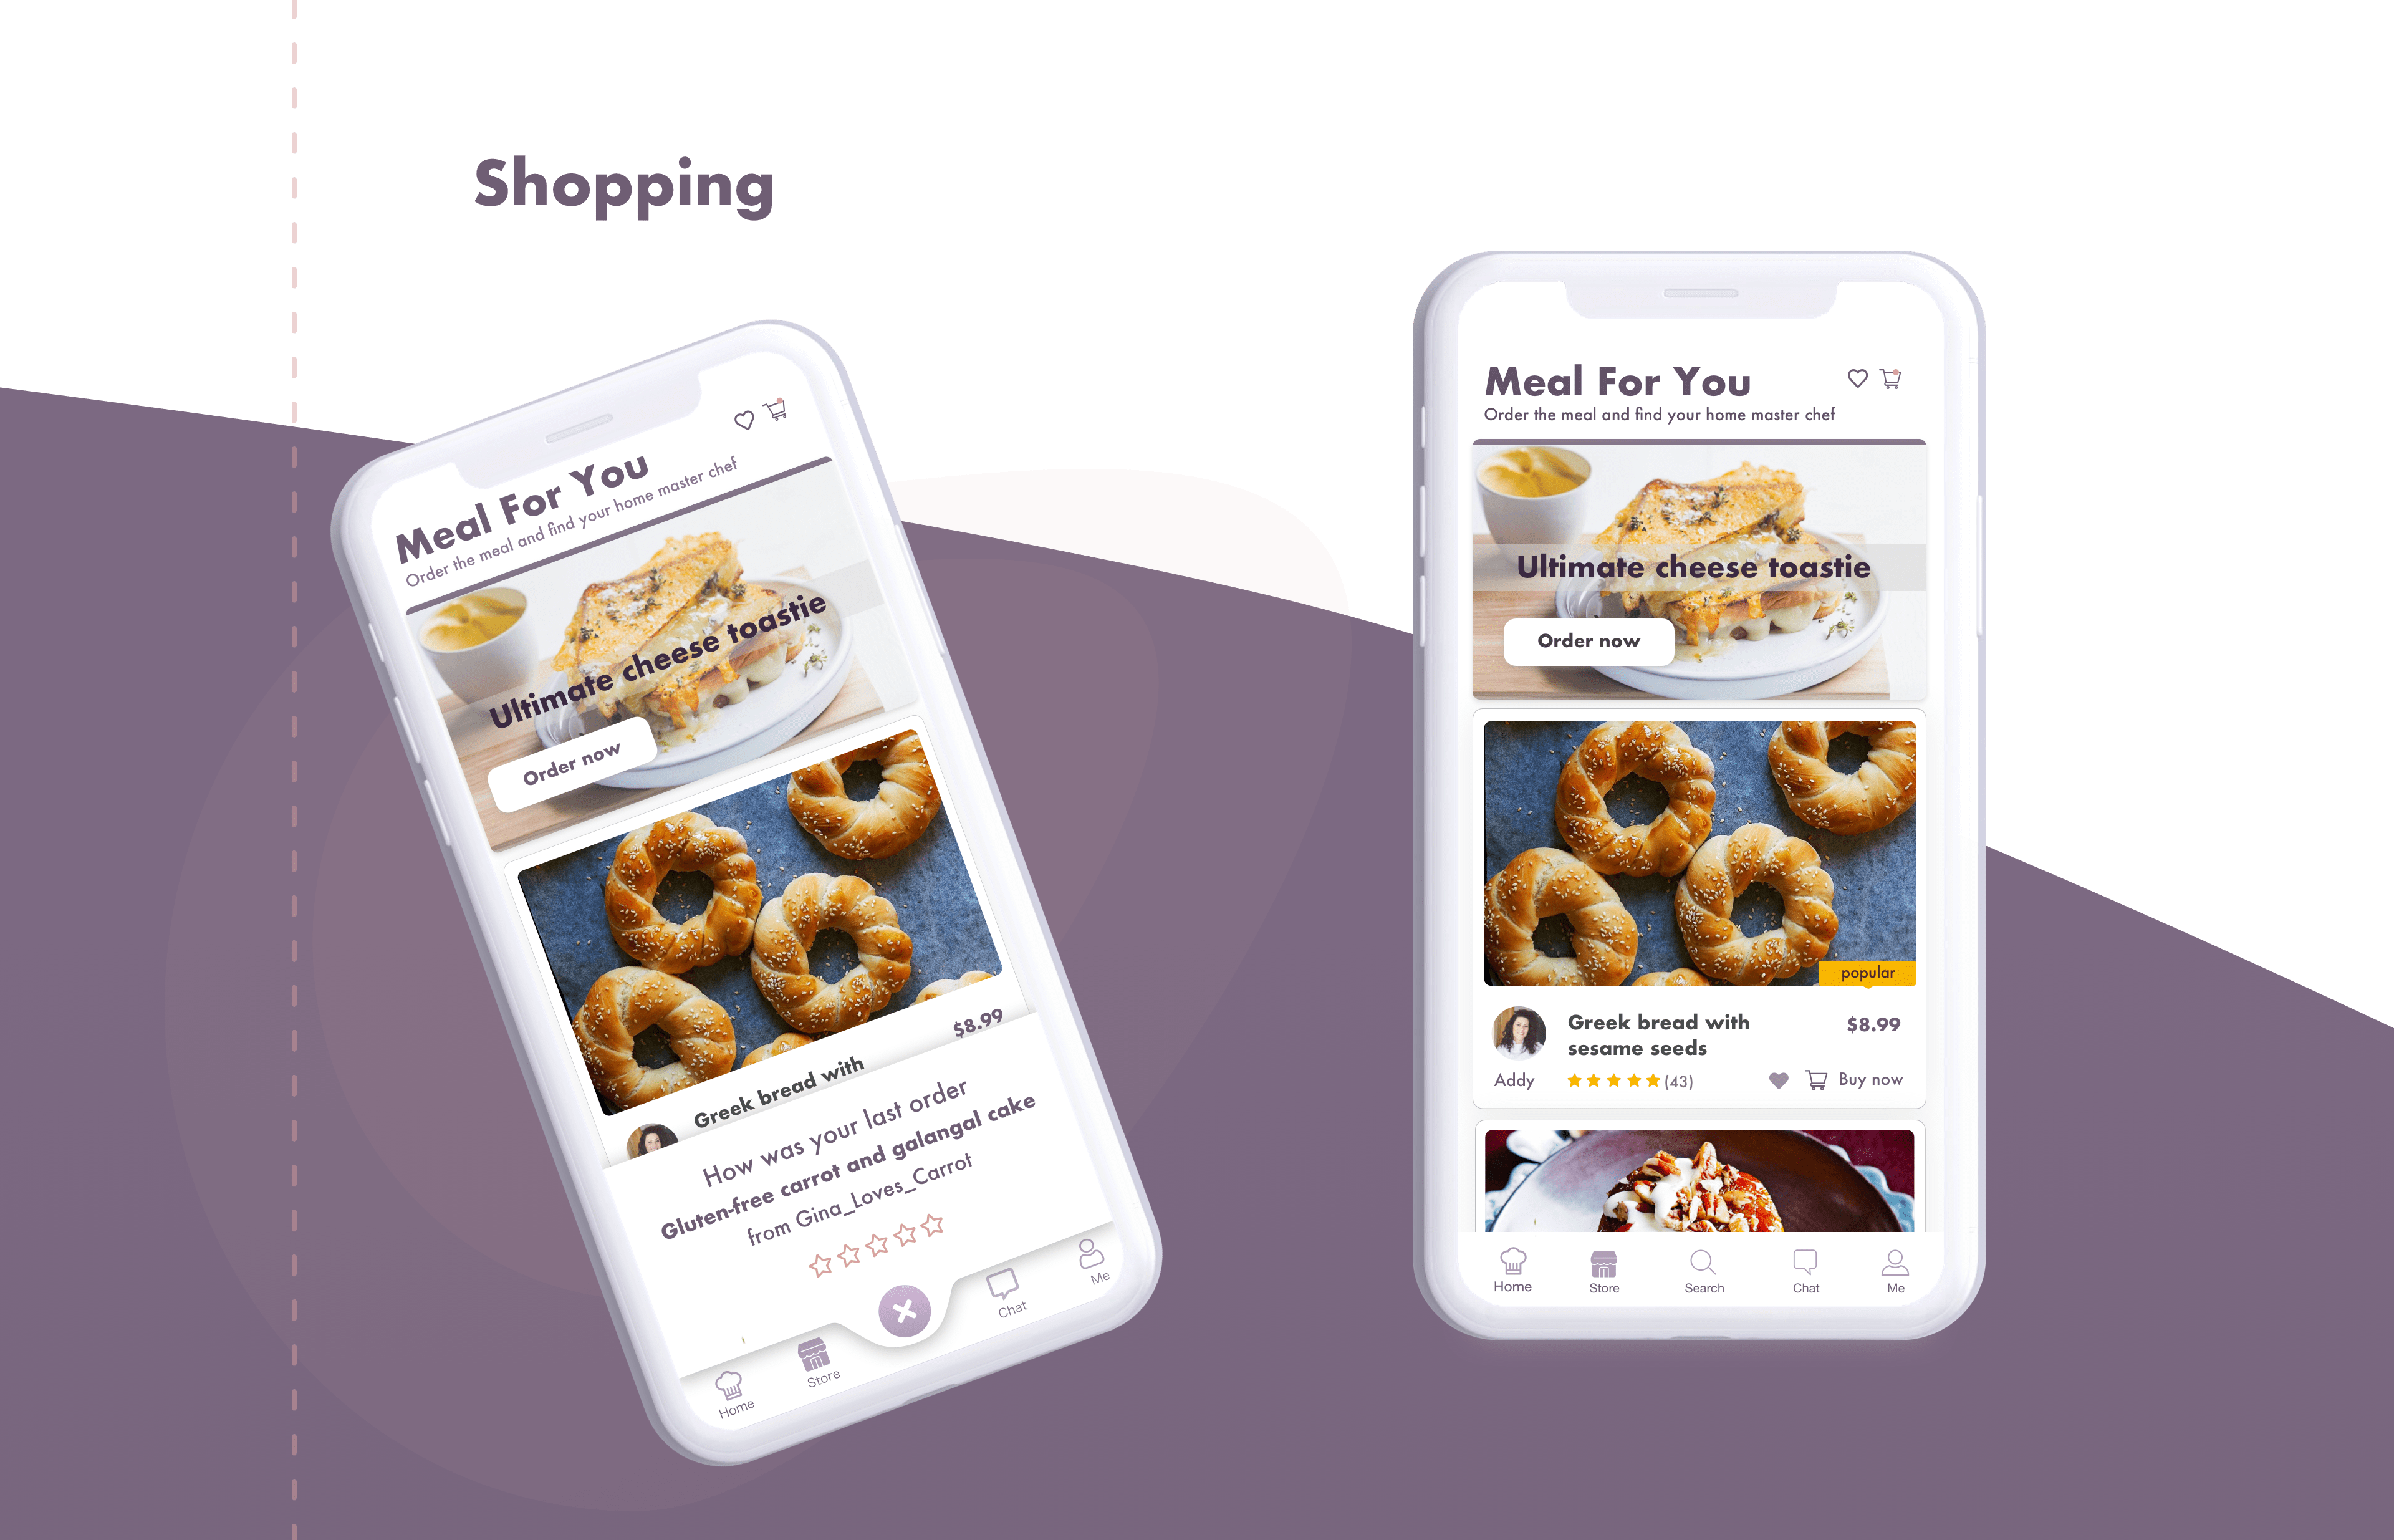 Shopping
Meal For You
Order the meal and find your home master chef
Ultimate cheese toastie
Order now
$8.99
Greek bread with
How was your last order
Gluten-free carrot and galangal cake
from Gina_Loves_Carrot
Home
Store
Chat
Me
Meal For You
Order the meal and find your home master chef
Ultimate cheese toastie
Order now
popular
Greek bread with
sesame seeds
$8.99
Addy
(43)
Buy now
Home
Store
Search
Chat
Me